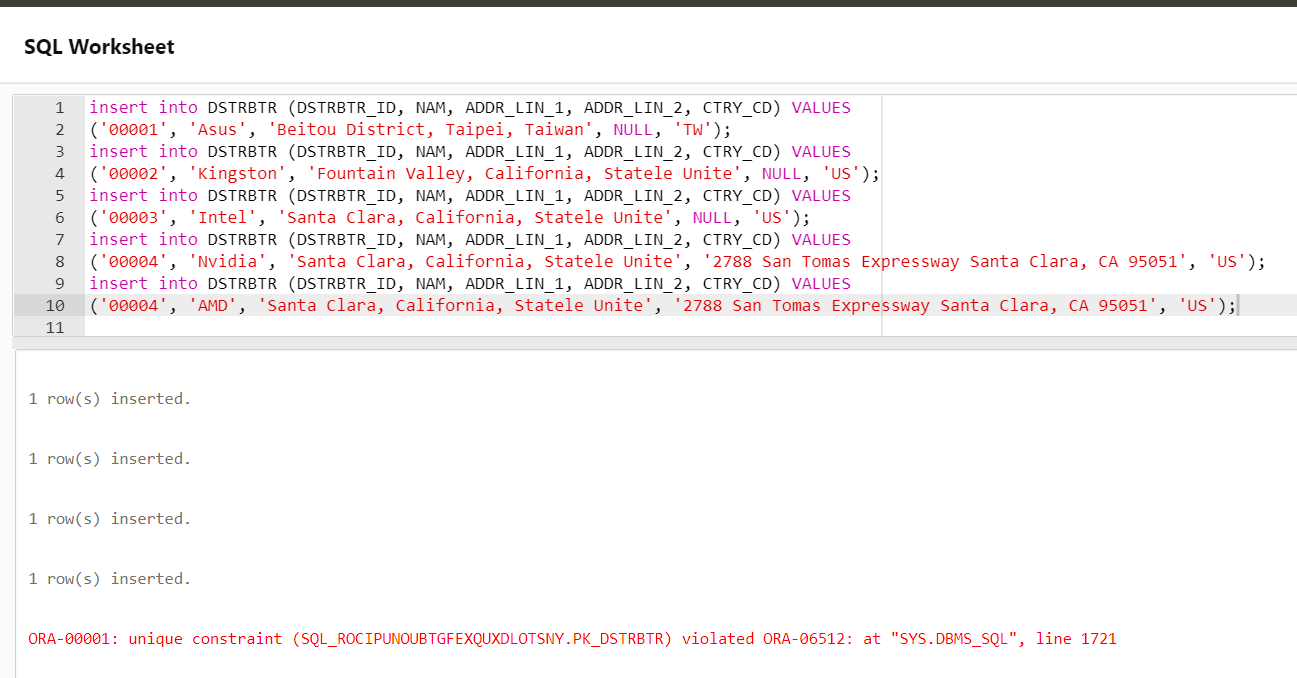 SQL Worksheet
1 insert into DSTRBTR (DSTRBTR_ID, NAM, ADDR_LIN_1, ADDR_LIN_2, CTRY_CD) VALUES
2 ('00001', 'Asus', 'Beitou District, Taipei, Taiwan', NULL, 'TW');
3 insert into DSTRBTR (DSTRBTR_ID, NAM, ADDR_LIN_1, ADDR_LIN_2, CTRY_CD) VALUES
4 ('00002', 'Kingston', 'Fountain Valley, California, Statele Unite', NULL, 'US');
5 insert into DSTRBTR (DSTRBTR_ID, NAM, ADDR_LIN_1, ADDR_LIN_2, CTRY_CD) VALUES
6 ('00003', 'Intel', 'Santa Clara, California, Statele Unite', NULL, 'US');
7 insert into DSTRBTR (DSTRBTR_ID, NAM, ADDR_LIN_1, ADDR_LIN_2, CTRY_CD) VALUES
8 ('00004', 'Nvidia', 'Santa Clara, California, Statele Unite', '2788 San Tomas Expressway Santa Clara, CA 95051', 'US');
9 insert into DSTRBTR (DSTRBTR_ID, NAM, ADDR_LIN_1, ADDR_LIN_2, CTRY_CD) VALUES
10 ('00004', 'AMD', 'Santa Clara, California, Statele Unite', '2788 San Tomas Expressway Santa Clara, CA 95051', 'US');
11
1 row(s) inserted.
1 row(s) inserted.
1 row(s) inserted.
1 row(s) inserted.
ORA-00001: unique constraint (SQL_ROCIPUNOUBTGFEXQUXDLOTSNY.PK_DSTRBTR) violated ORA-06512: at "SYS.DBMS_SQL", line 1721